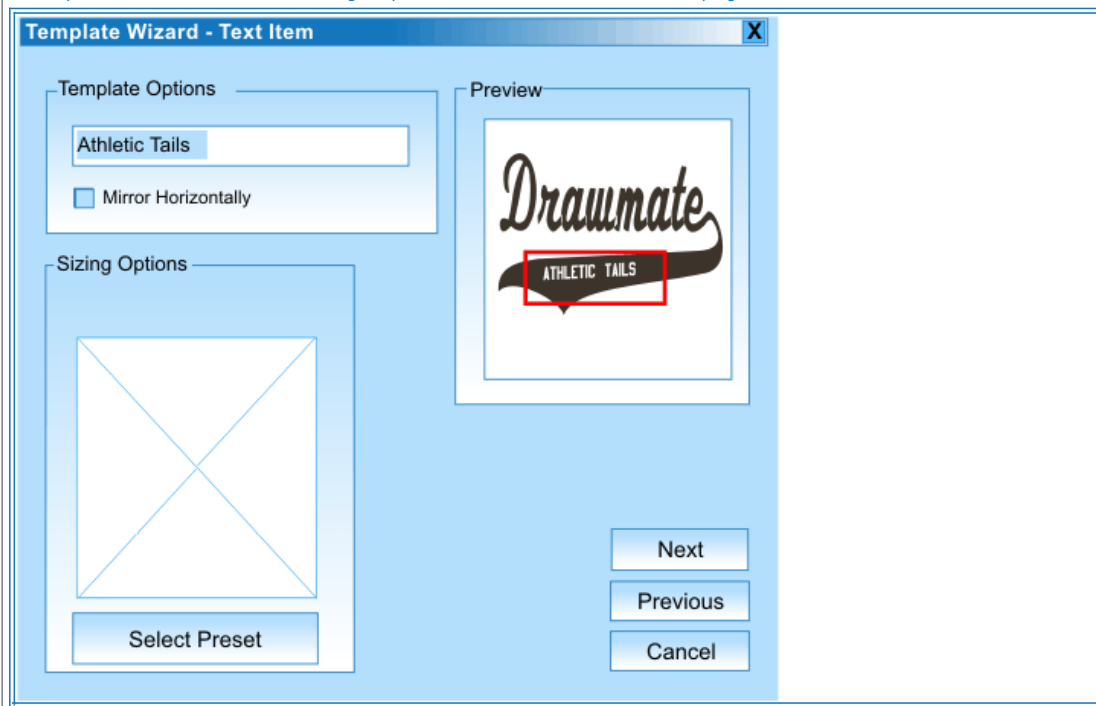 Template Wizard - Text Item X
Template Options
Athletic Tails
Mirror Horizontally
Preview
Drawmate
ATHLETIC TAILS
Sizing Options
Select Preset
Next
Previous
Cancel